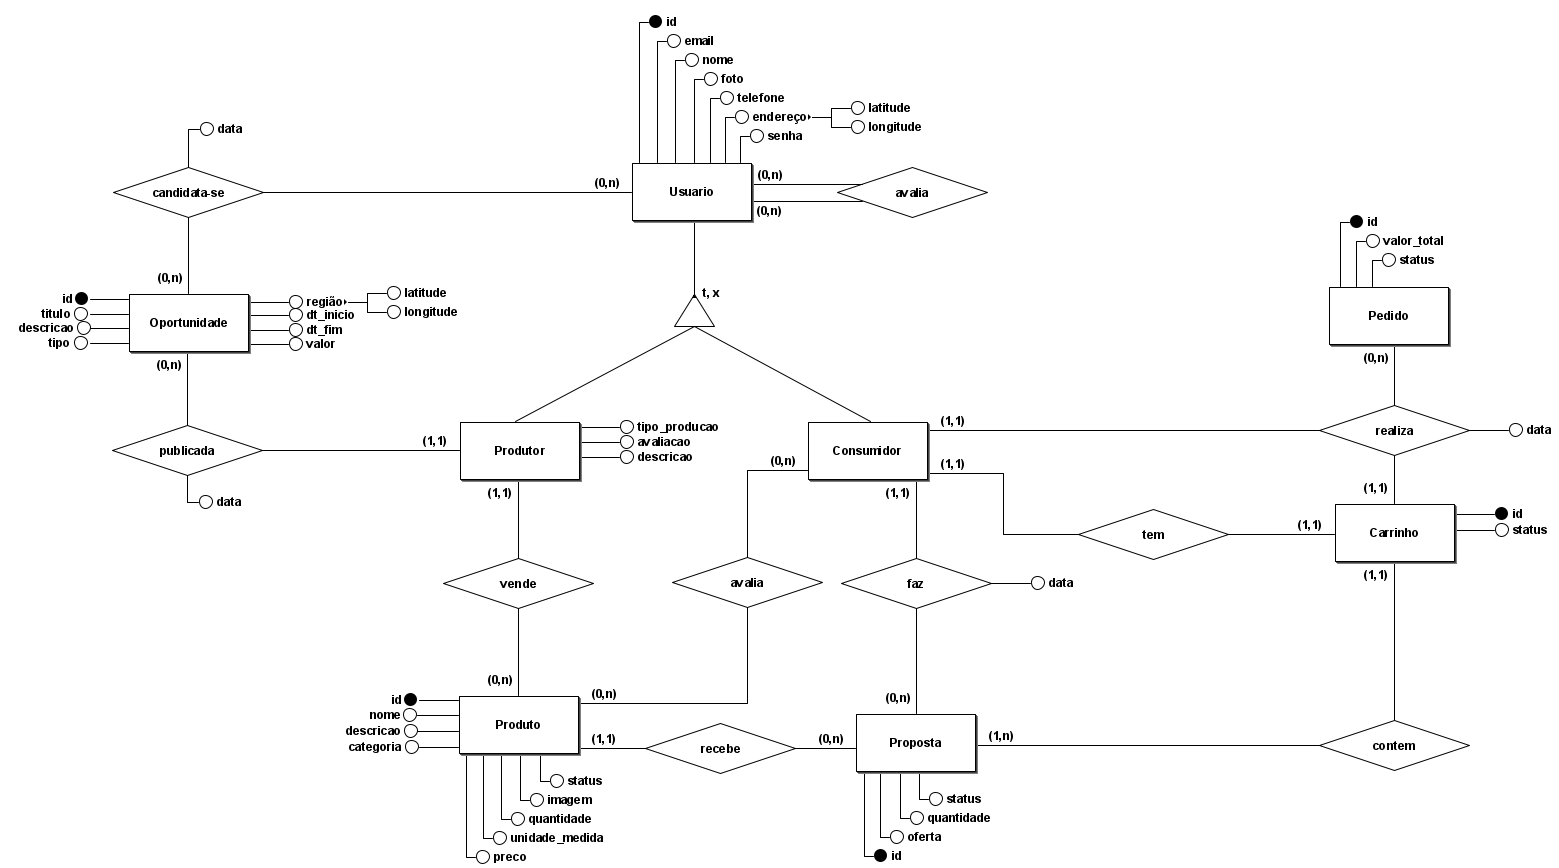 id
email
nome
foto
telefone
endereço
latitude
longitude
senha
data
candidata-se
(0,n)
Usuario
(0,n)
(0,n)
avalia
(0,n)
id
valor_total
status
Pedido
(0,n)
t, x
id
titulo
descricao
tipo
Oportunidade
região
latitude
longitude
dt_inicio
dt_fim
valor
(0,n)
publicada
(1,1)
data
Produtor
tipo_producao
avaliacao
descricao
(1,1)
Consumidor
(1,1)
realiza
data
(0,n)
(1,1)
(1,1)
(1,1)
tem
(1,1)
Carrinho
id
status
(1,1)
vende
avalia
faz
data
(0,n)
(0,n)
(0,n)
id
nome
descricao
categoria
Produto
(1,1)
recebe
(0,n)
Proposta
(1,n)
contem
status
imagem
quantidade
unidade_medida
preco
status
quantidade
oferta
id